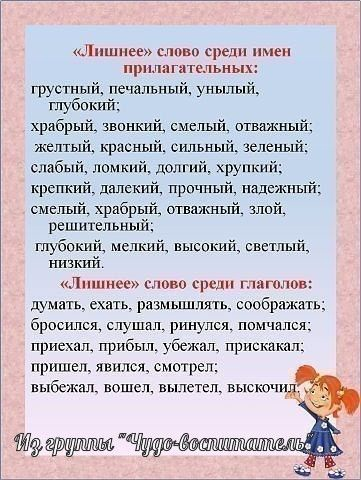 «Лишнее» слово среди имен
прилагательных:
грустный, печальный, унылый,
глубокий;
храбрый, звонкий, смелый, отважный;
желтый, красный, сильный, зеленый;
слабый, ломкий, долгий, хрупкий;
крепкий, далекий, прочный, надежный;
смелый, храбрый, отважный, злой,
решительный;
глубокий, мелкий, высокий, светлый,
низкий.
«Лишнее» слово среди глаголов:
думать, ехать, размышлять, соображать;
бросился, слушал, ринулся, помчался;
приехал, прибыл, убежал, прискакал;
пришел, явился, смотрел;
выбежал, вошел, вылетел, выскочил.
Из группы "Чудо-воспитатель"